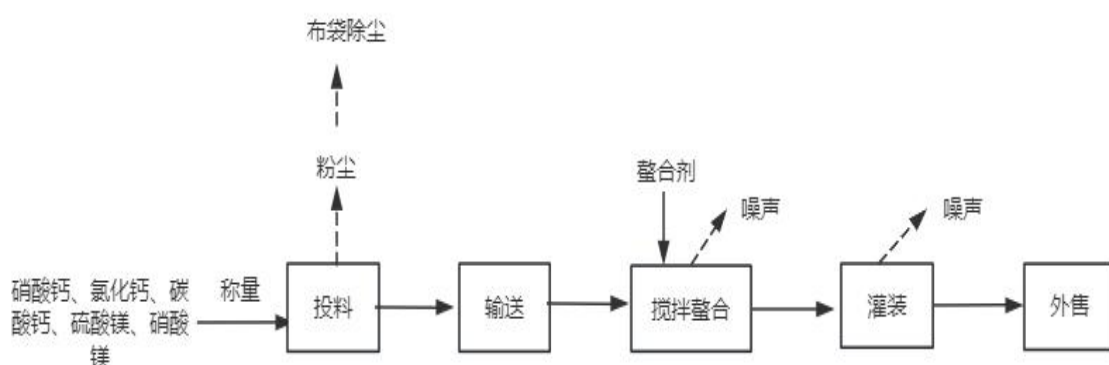 布袋除尘
粉尘
螯合剂
噪声
噪声
硝酸钙、氯化钙、碳
酸钙、硫酸镁、硝酸
镁
称量
投料
输送
搅拌螯合
灌装
外售